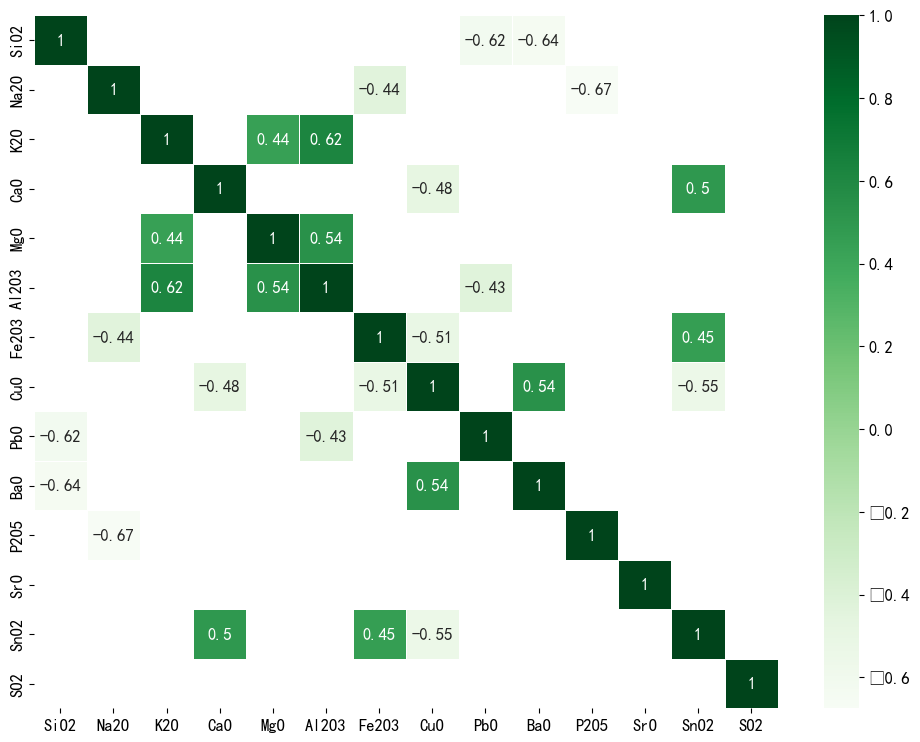 SiO2 1 −0.62 −0.64 1.0
Na2O 1 −0.44 −0.67 0.8
K2O 1 0.44 0.62
CaO 1 −0.48 0.5 0.6
MgO 0.44 1 0.54
Al2O3 0.62 0.54 1 −0.43 0.4
Fe2O3 −0.44 1 −0.51 0.45 0.2
CuO −0.48 −0.51 1 0.54 −0.55
PbO −0.62 −0.43 1 0.0
BaO −0.64 0.54 1 □0.2
P2O5 −0.67 1
SrO 1 □0.4
SnO2 0.5 0.45 −0.55 1
SO2 1 □0.6
SiO2 Na2O K2O CaO MgO Al2O3 Fe2O3 CuO PbO BaO P2O5 SrO SnO2 SO2